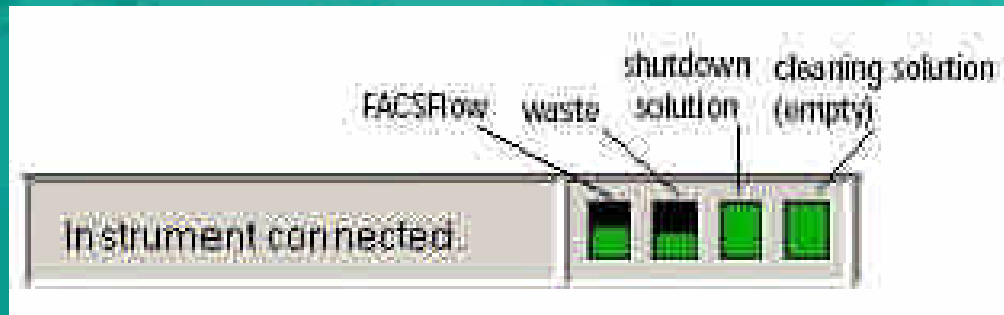 shutdown
solution
cleaning solution
(empty)
FACSFlow
waste
Instrument connected.